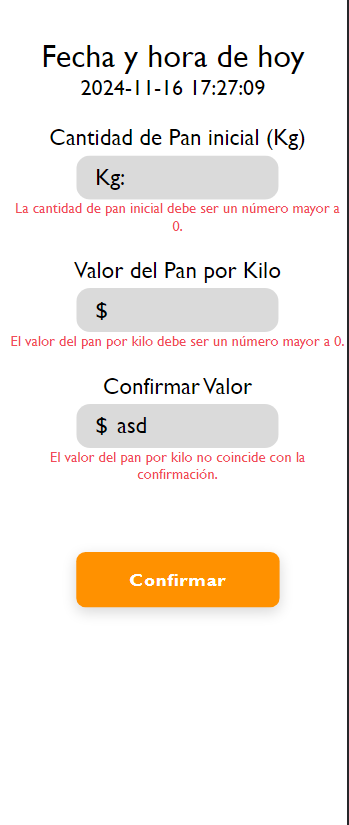 Fecha y hora de hoy
2024-11-16 17:27:09
Cantidad de Pan inicial (Kg)
Kg:
La cantidad de pan inicial debe ser un número mayor a
0.
Valor del Pan por Kilo
$
El valor del pan por kilo debe ser un número mayor a 0.
Confirmar Valor
$ asd
El valor del pan por kilo no coincide con la
confirmación.
Confirmar